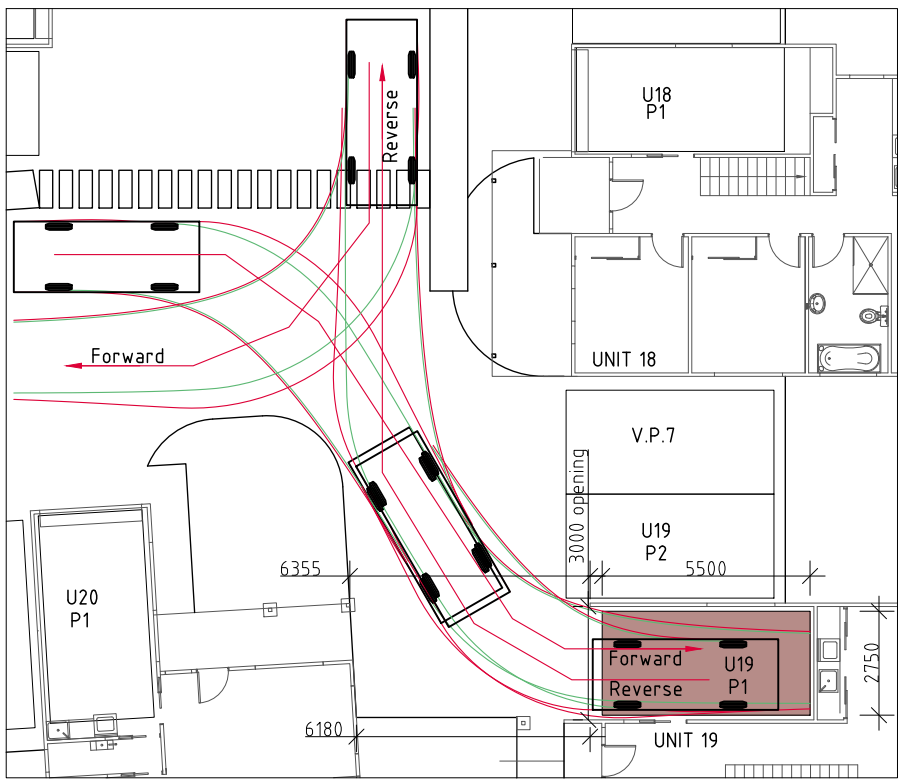 U18
P1
Reverse
Forward
UNIT 18
V.P.7
3000 opening
U19
P2
6355
5500
U20
P1
Forward
U19
P1
Reverse
2750
6180
UNIT 19